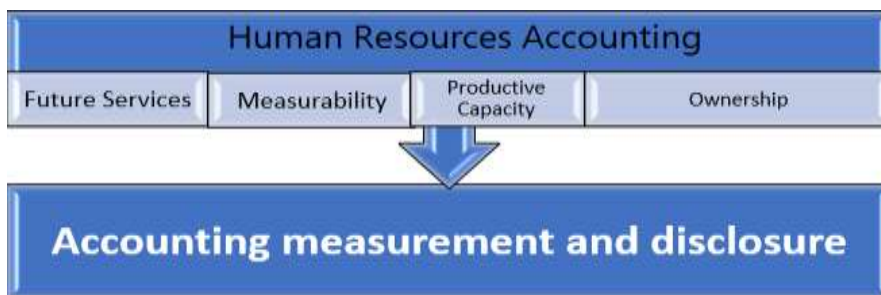 Human Resources Accounting
Future Services
Measurability
Productive
Capacity
Ownership
Accounting measurement and disclosure